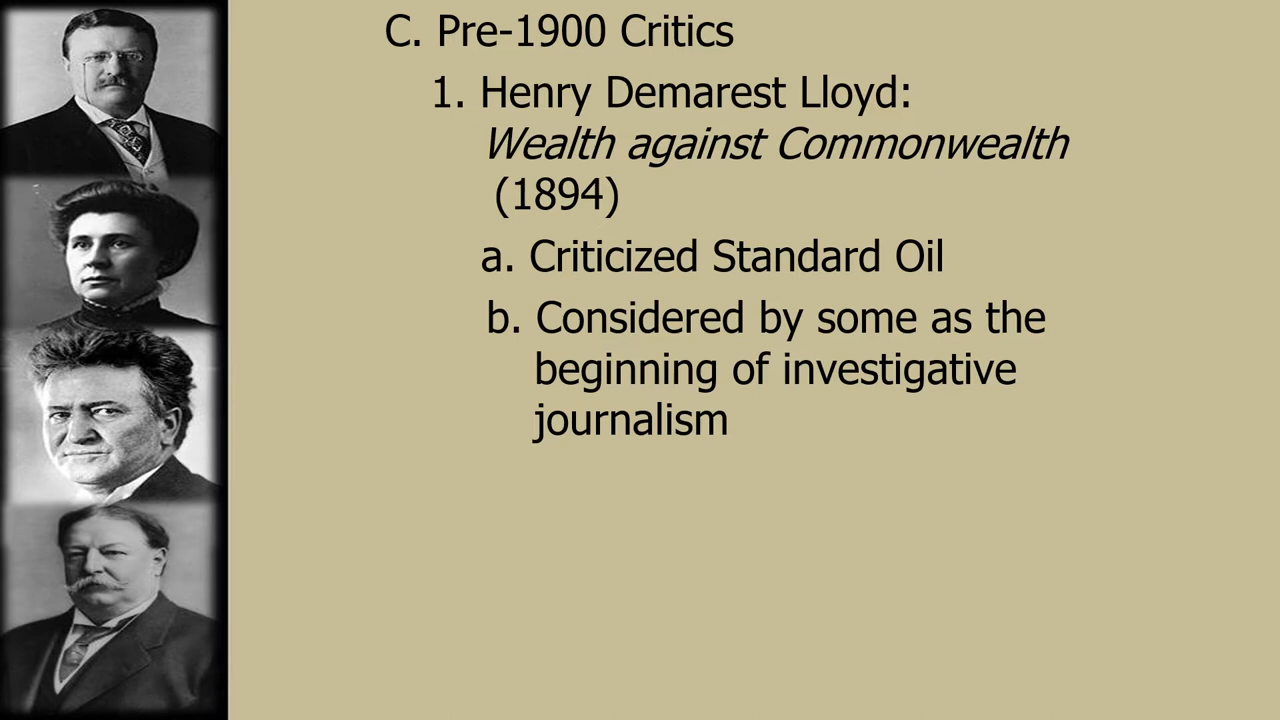 C. Pre-1900 Critics
1. Henry Demarest Lloyd:
Wealth against Commonwealth
(1894)
a. Criticized Standard Oil
b. Considered by some as the
beginning of investigative
journalism